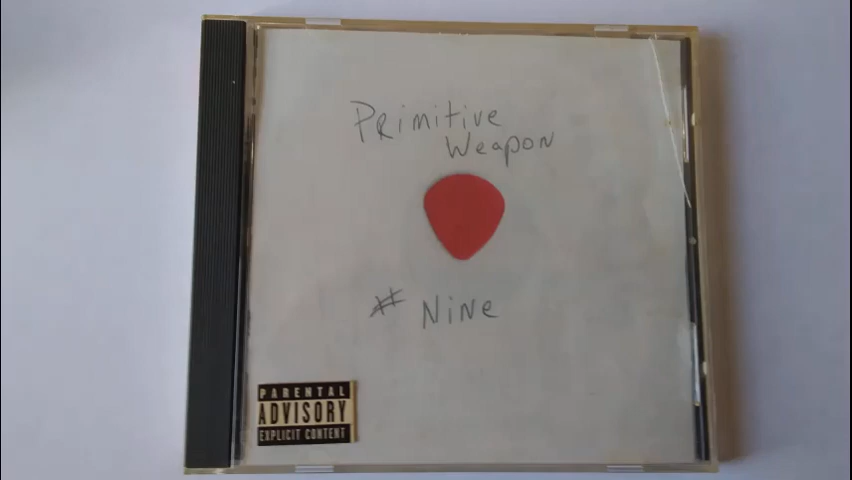 Primitive
Weapon
# Nine
PARENTAL
ADVISORY
EXPLICIT CONTENT